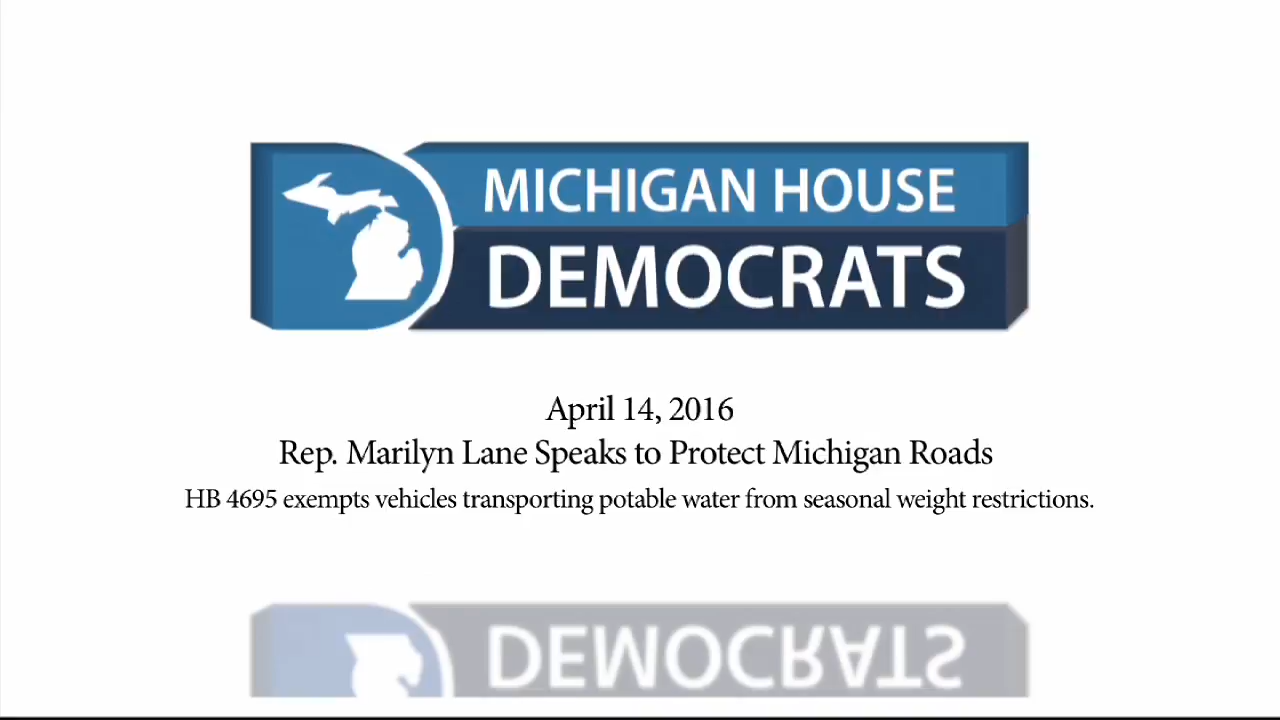 MICHIGAN HOUSE
DEMOCRATS
April 14, 2016
Rep. Marilyn Lane Speaks to Protect Michigan Roads
HB 4695 exempts vehicles transporting potable water from seasonal weight restrictions.
DEMOCRATS